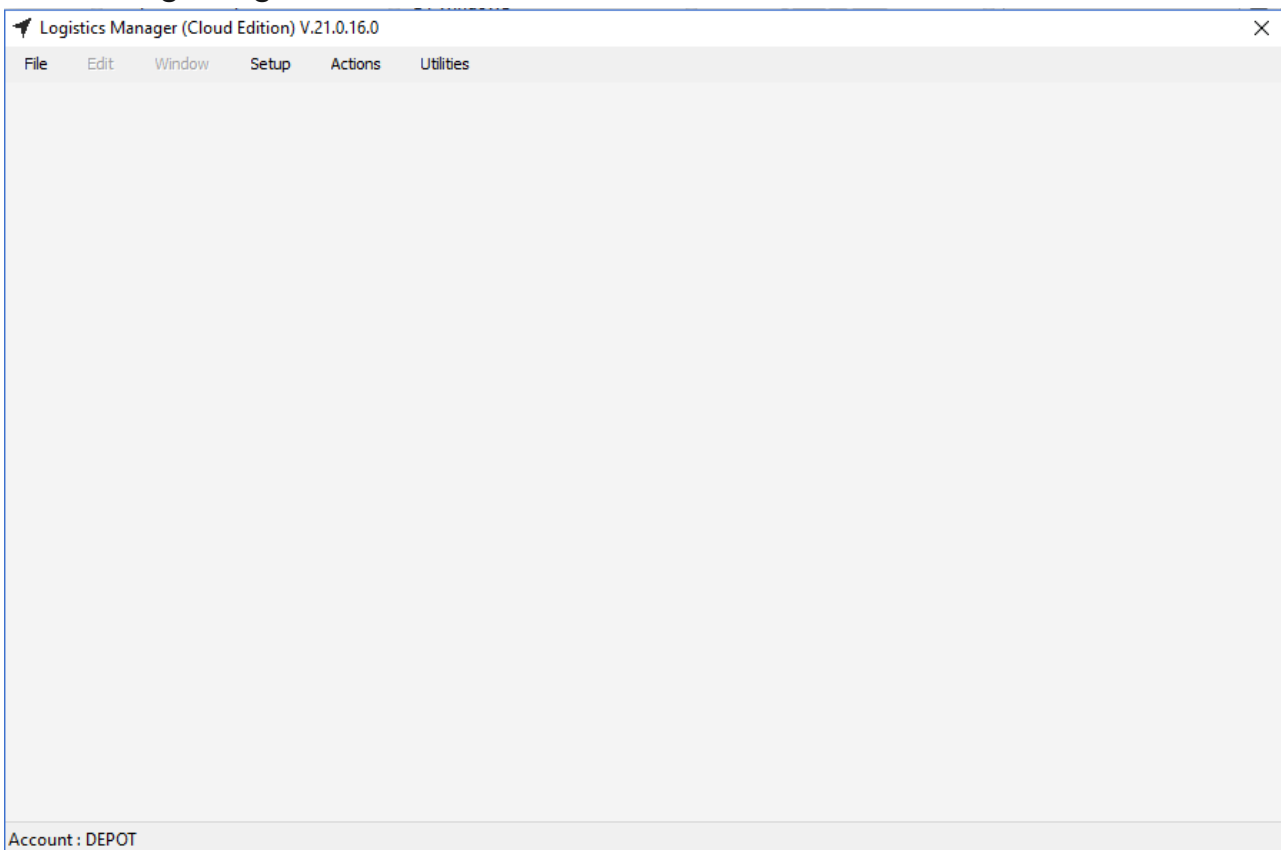 Logistics Manager (Cloud Edition) V.21.0.16.0
File Edit Window Setup Actions Utilities
Account : DEPOT